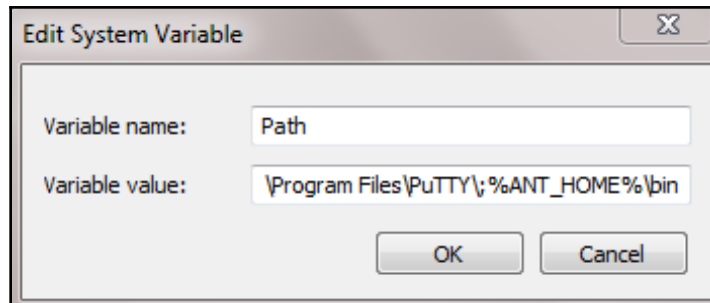 Edit System Variable
Variable name: Path
Variable value: \Program Files\PuTTY\;%ANT_HOME%\bin
OK Cancel